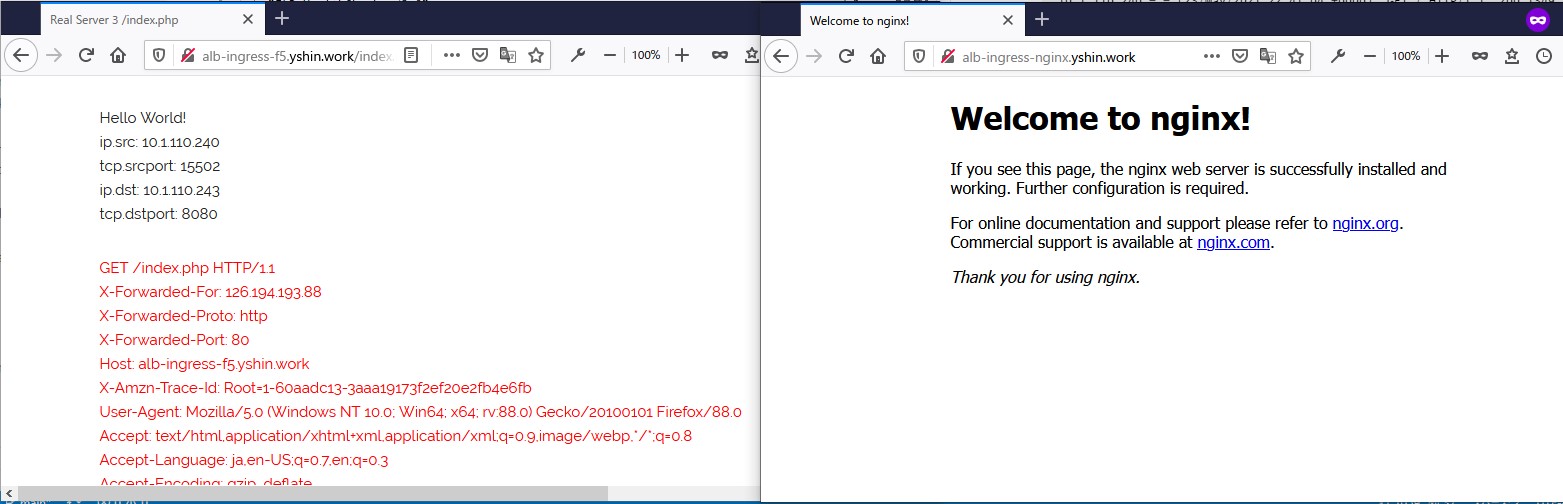 Real Server 3 /index.php
alb-ingress-f5.yshin.work/index.
100%
Hello World!
ip.src: 10.1.110.240
tcp.srcport: 15502
ip.dst: 10.1.110.243
tcp.dstport: 8080
GET /index.php HTTP/1.1
X-Forwarded-For: 126.194.193.88
X-Forwarded-Proto: http
X-Forwarded-Port: 80
Host: alb-ingress-f5.yshin.work
X-Amzn-Trace-Id: Root=1-60aadc13-3aaa19173f2ef20e2fb4e6fb
User-Agent: Mozilla/5.0 (Windows NT 10.0; Win64; x64; rv:88.0) Gecko/20100101 Firefox/88.0
Accept: text/html,application/xhtml+xml,application/xml;q=0.9,image/webp,*/*;q=0.8
Accept-Language: ja,en-US;q=0.7,en;q=0.3
Accept-Encoding: gzip, deflate
Welcome to nginx!
alb-ingress-nginx.yshin.work
100%
Welcome to nginx!
If you see this page, the nginx web server is successfully installed and
working. Further configuration is required.
For online documentation and support please refer to nginx.org.
Commercial support is available at nginx.com.
Thank you for using nginx.